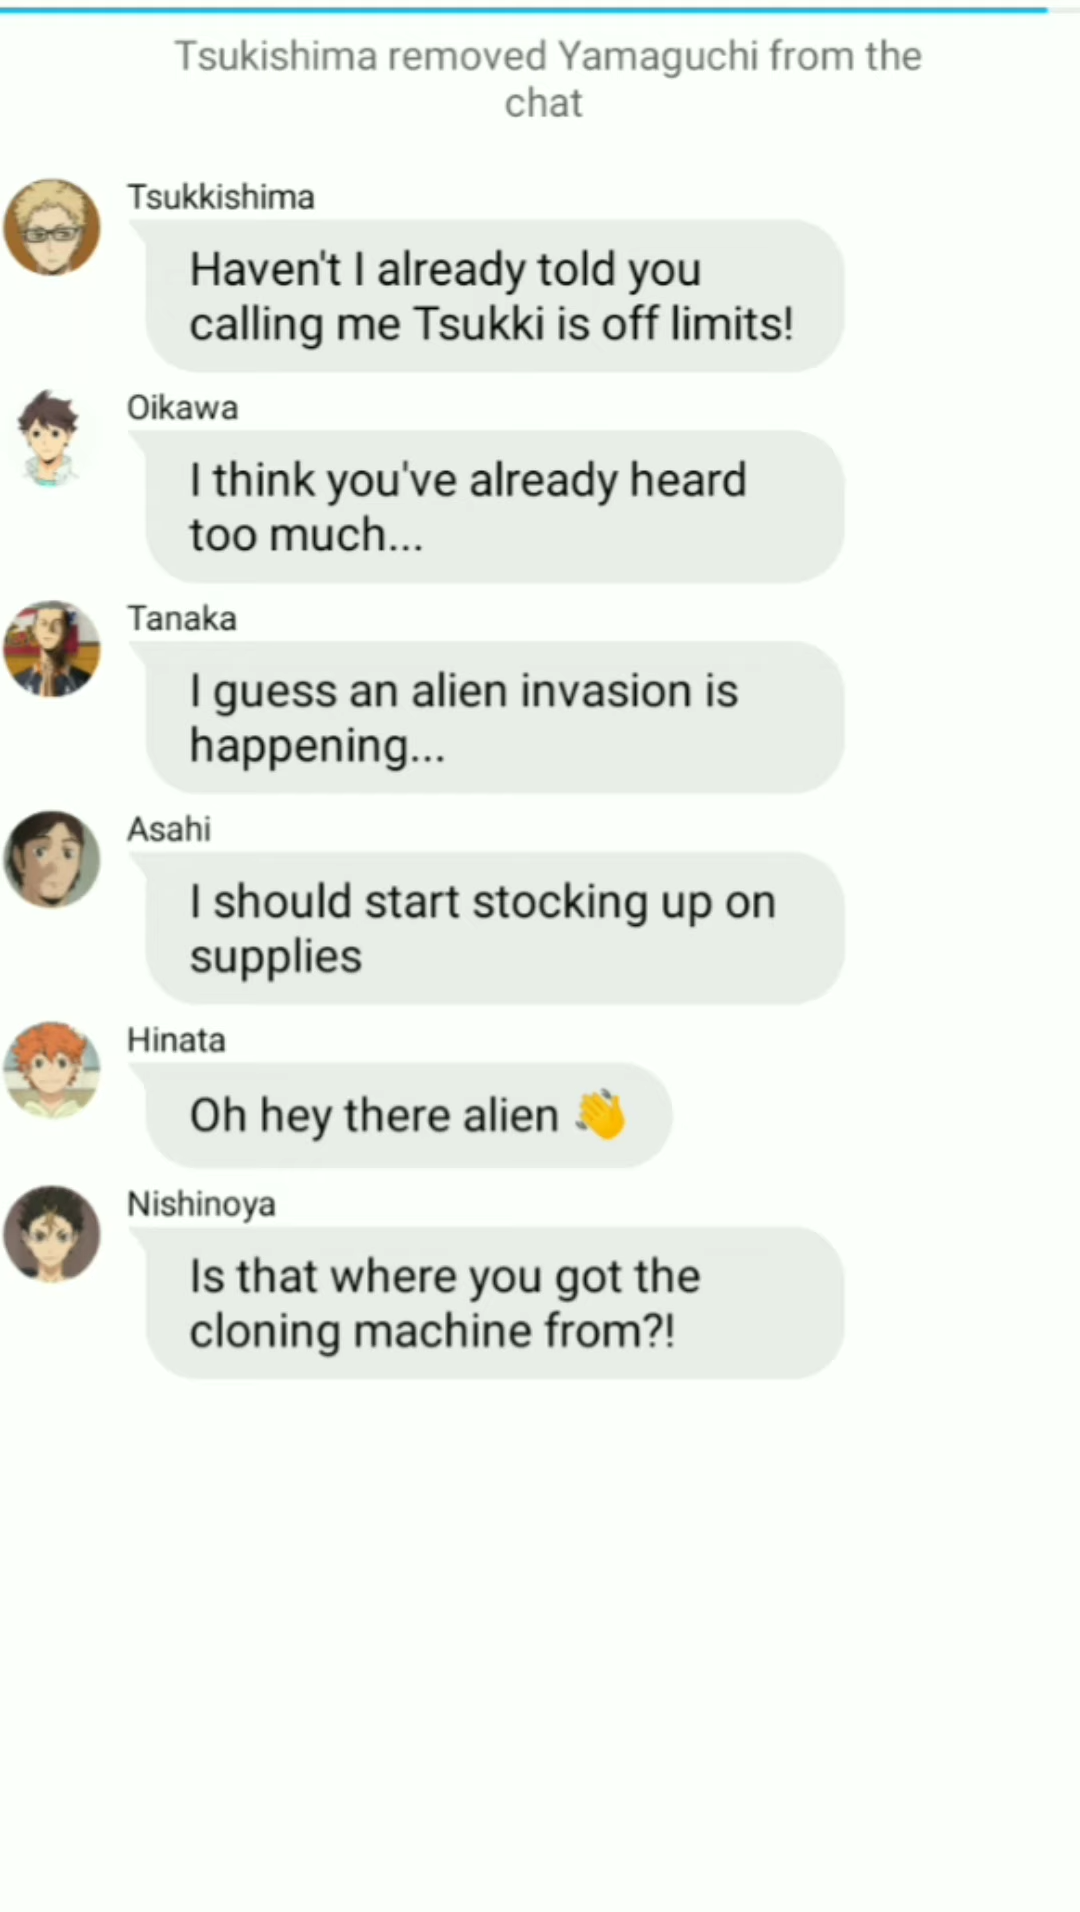 Tsukishima removed Yamaguchi from the
chat
Tsukkishima
Haven't I already told you
calling me Tsukki is off limits!
Oikawa
I think you've already heard
too much...
Tanaka
I guess an alien invasion is
happening...
Asahi
I should start stocking up on
supplies
Hinata
Oh hey there alien 👋
Nishinoya
Is that where you got the
cloning machine from?!